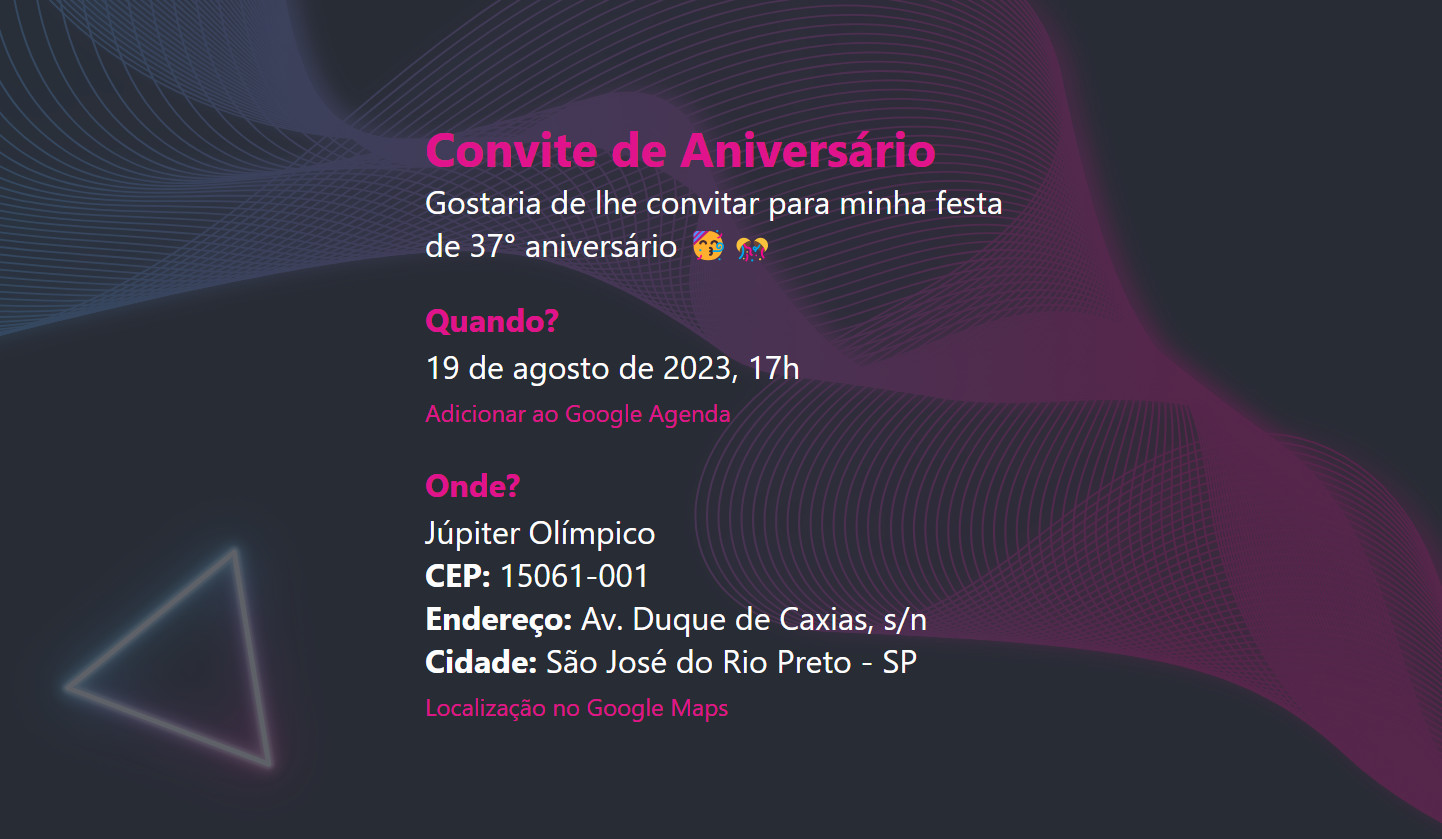 Convite de Aniversário
Gostaria de lhe convitar para minha festa
de 37° aniversário 🥳 🎊
Quando?
19 de agosto de 2023, 17h
Adicionar ao Google Agenda
Onde?
Júpiter Olímpico
CEP: 15061-001
Endereço: Av. Duque de Caxias, s/n
Cidade: São José do Rio Preto - SP
Localização no Google Maps